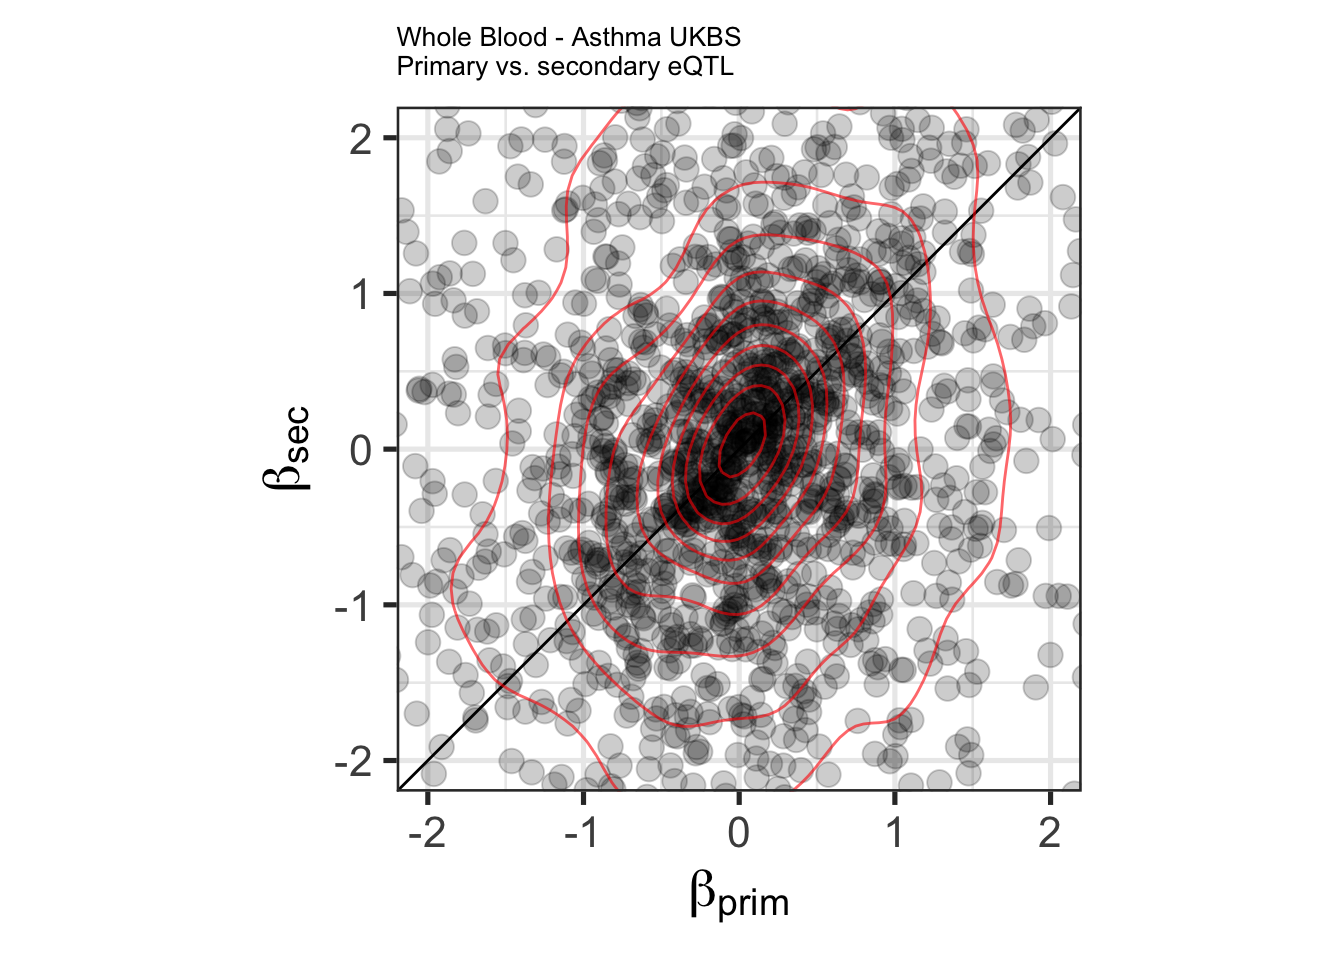 Whole Blood - Asthma UKBS
Primary vs. secondary eQTL
2
1
0
-1
-2
βsec
-2 -1 0 1 2
βprim